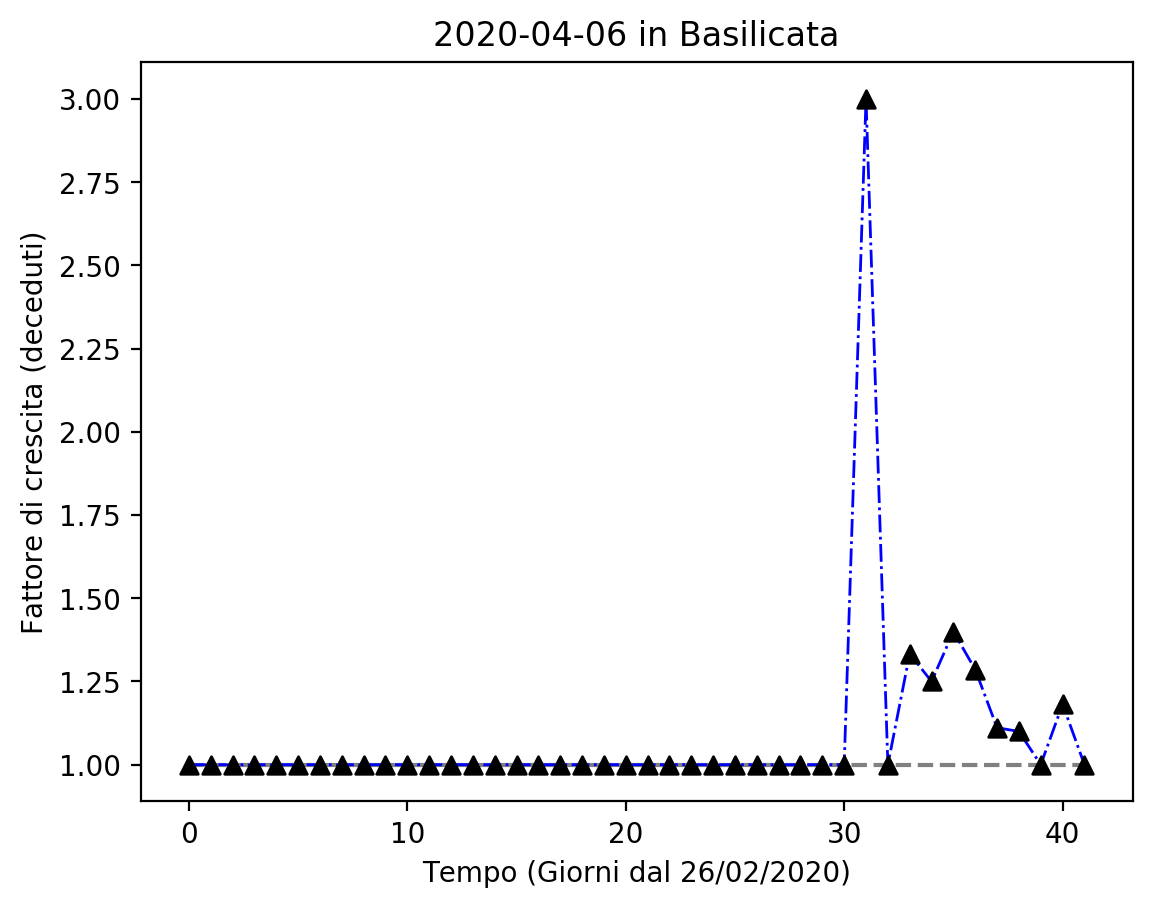 2020-04-06 in Basilicata
Fattore di crescita (deceduti)
3.00
2.75
2.50
2.25
2.00
1.75
1.50
1.25
1.00
0 10 20 30 40
Tempo (Giorni dal 26/02/2020)